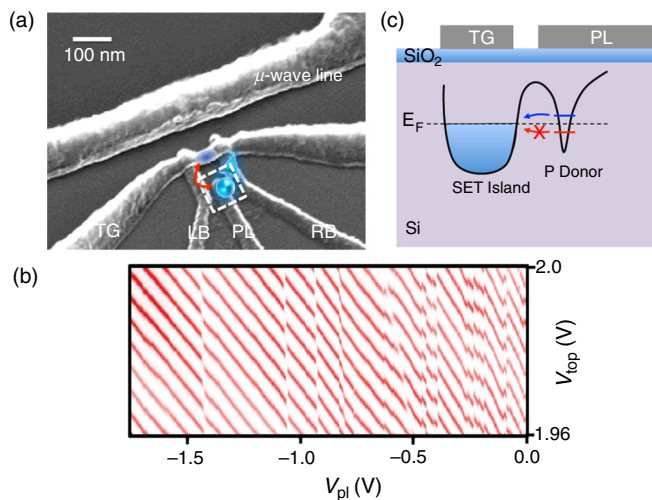 (a)
100 nm
μ-wave line
TG
LB
PL
RB
(c)
TG
PL
SiO2
EF
SET Island
P Donor
Si
(b)
2.0
Vtop (V)
1.96
−1.5
−1.0
−0.5
0.0
Vpl (V)